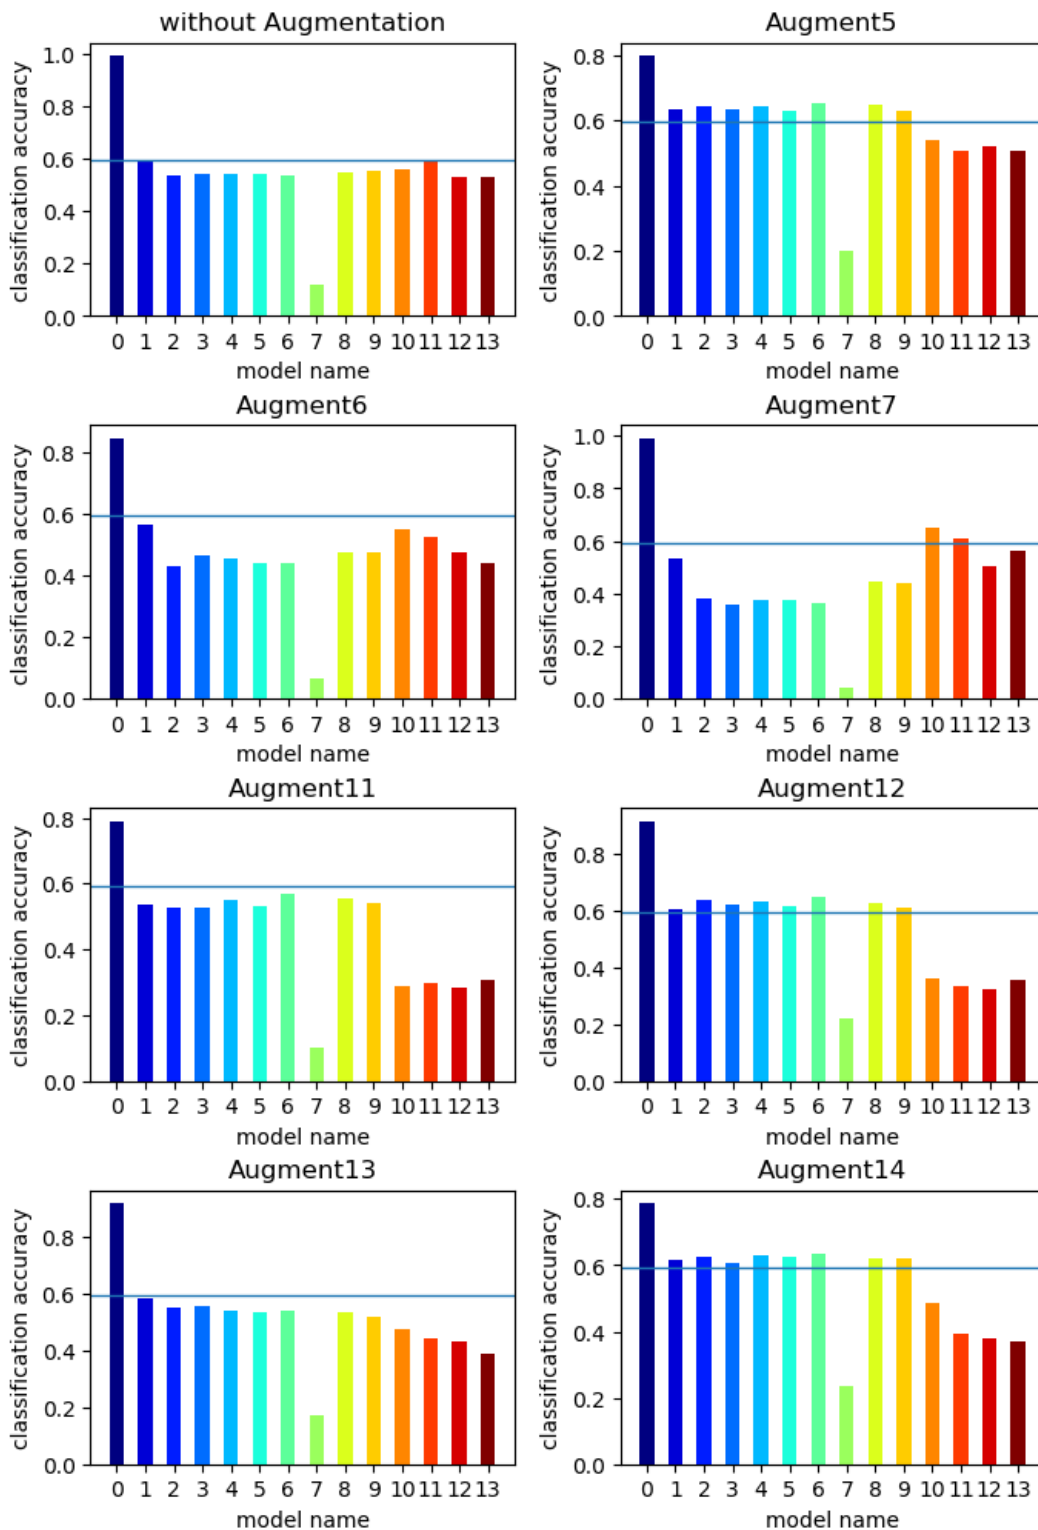 without Augmentation
classification accuracy
1.0
0.8
0.6
0.4
0.2
0.0
0 1 2 3 4 5 6 7 8 9 10 11 12 13
model name
Augment5
classification accuracy
0.8
0.6
0.4
0.2
0.0
0 1 2 3 4 5 6 7 8 9 10 11 12 13
model name
Augment6
classification accuracy
0.8
0.6
0.4
0.2
0.0
0 1 2 3 4 5 6 7 8 9 10 11 12 13
model name
Augment7
classification accuracy
1.0
0.8
0.6
0.4
0.2
0.0
0 1 2 3 4 5 6 7 8 9 10 11 12 13
model name
Augment11
classification accuracy
0.8
0.6
0.4
0.2
0.0
0 1 2 3 4 5 6 7 8 9 10 11 12 13
model name
Augment12
classification accuracy
0.8
0.6
0.4
0.2
0.0
0 1 2 3 4 5 6 7 8 9 10 11 12 13
model name
Augment13
classification accuracy
0.8
0.6
0.4
0.2
0.0
0 1 2 3 4 5 6 7 8 9 10 11 12 13
model name
Augment14
classification accuracy
0.8
0.6
0.4
0.2
0.0
0 1 2 3 4 5 6 7 8 9 10 11 12 13
model name